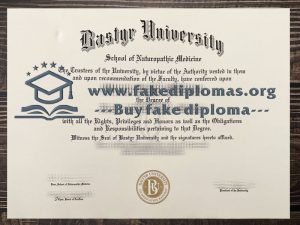 Bastyr University
School of Naturopathic Medicine
The Trustees of the University, by virtue of the Authority vested in them
and upon recommendation of the Faculty, have conferred upon
www.fakediplomas.org
the Degree of
---Buy fake diploma---
with all the Rights, Privileges and Honors as well as the Obligations
and Responsibilities pertaining to that Degree.
Witness the Seal of Bastyr University and the signatures hereto affixed.